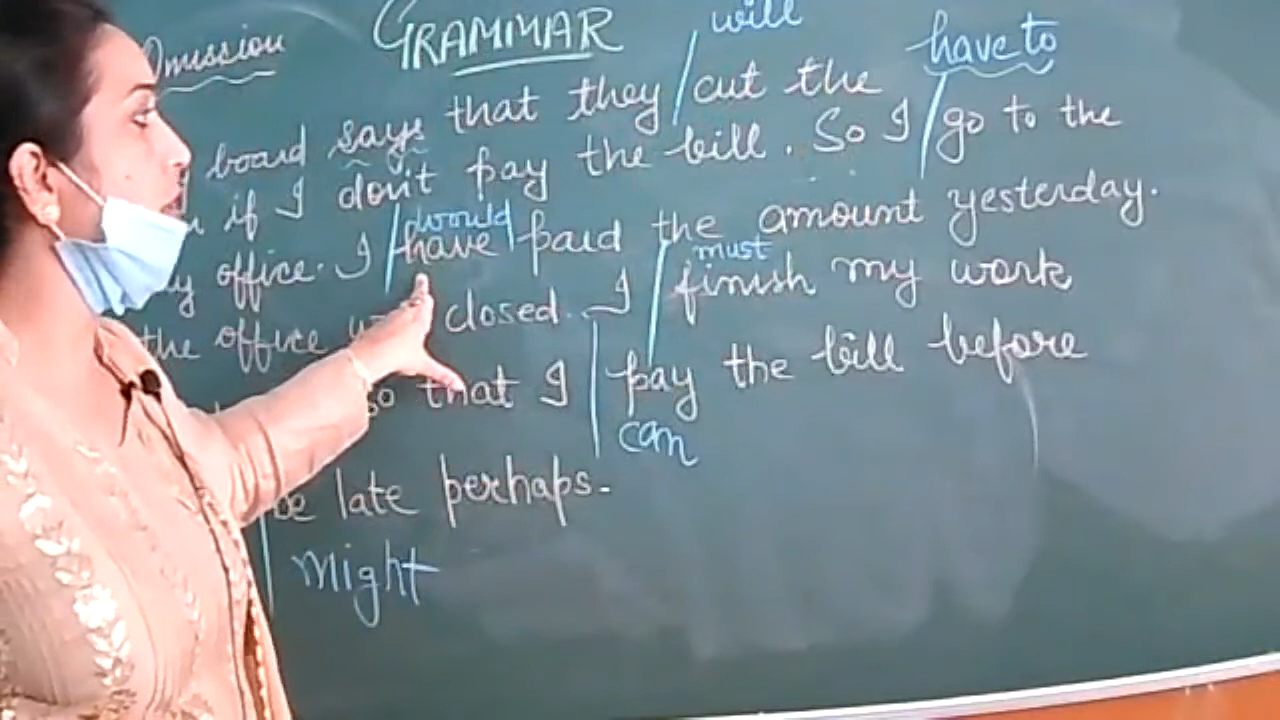 Omission
GRAMMAR
will
have to
board says that they / cut the
if I don't pay the bill. So I / go to the
would
office. I / have paid the amount yesterday.
must
the office closed. I / finish my work
so that I / pay the bill before
can
be late perhaps.
Might